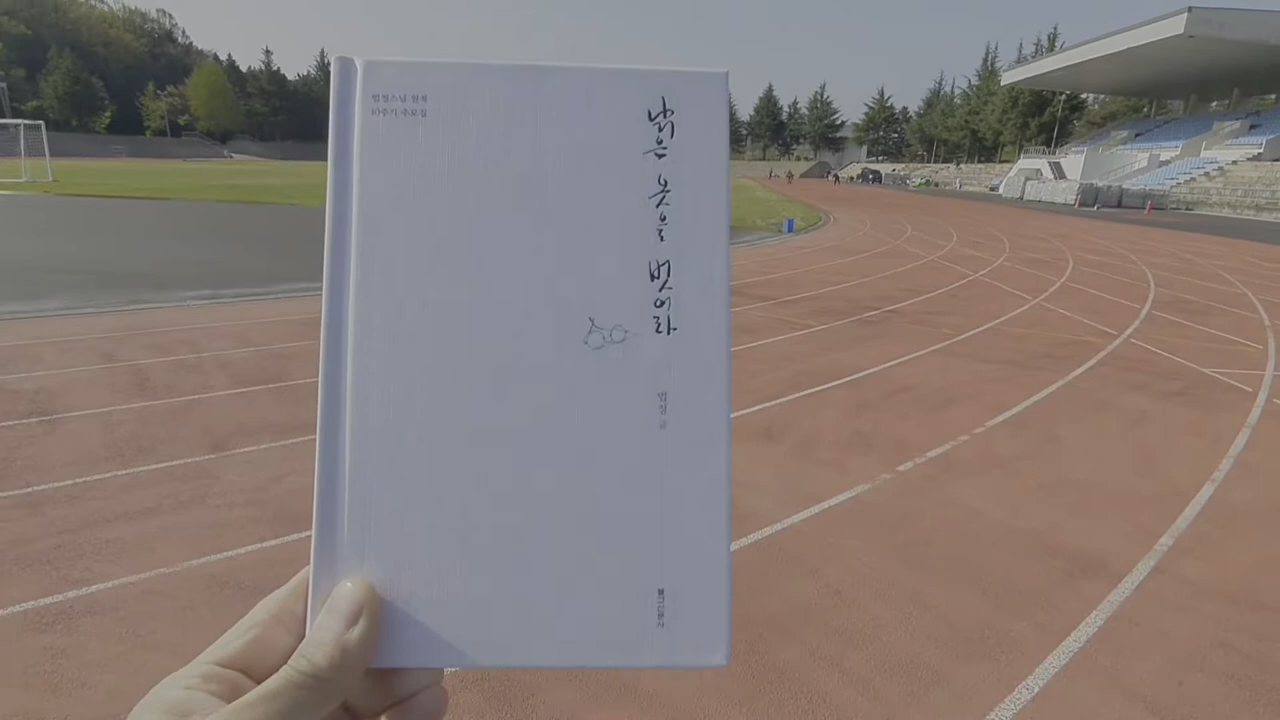 법정스님 원적
10주기 추모집
낡은 옷을 벗어라
법정 글
불교신문사